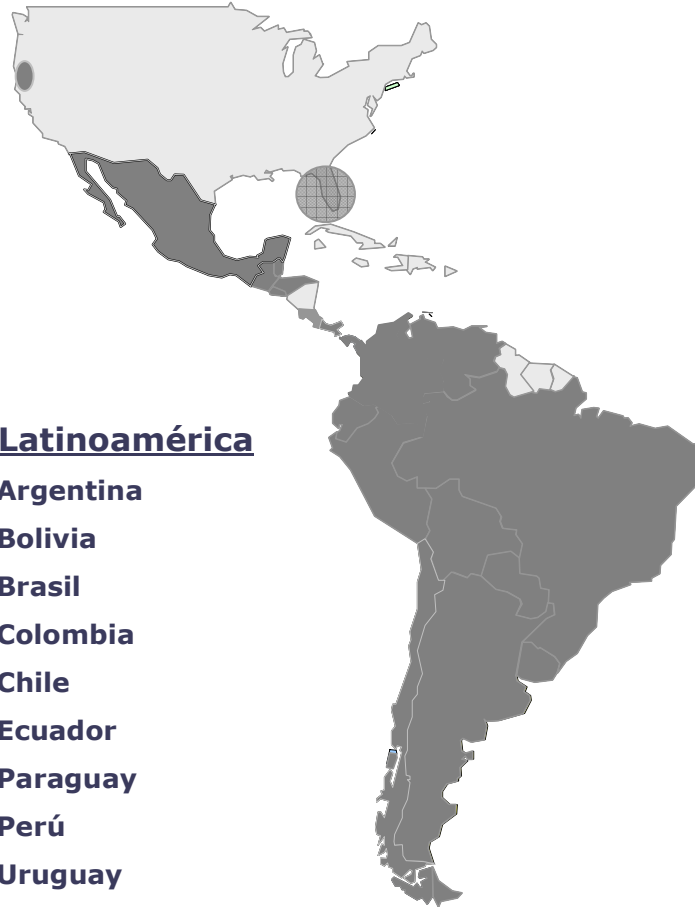 Latinoamérica
Argentina
Bolivia
Brasil
Colombia
Chile
Ecuador
Paraguay
Perú
Uruguay